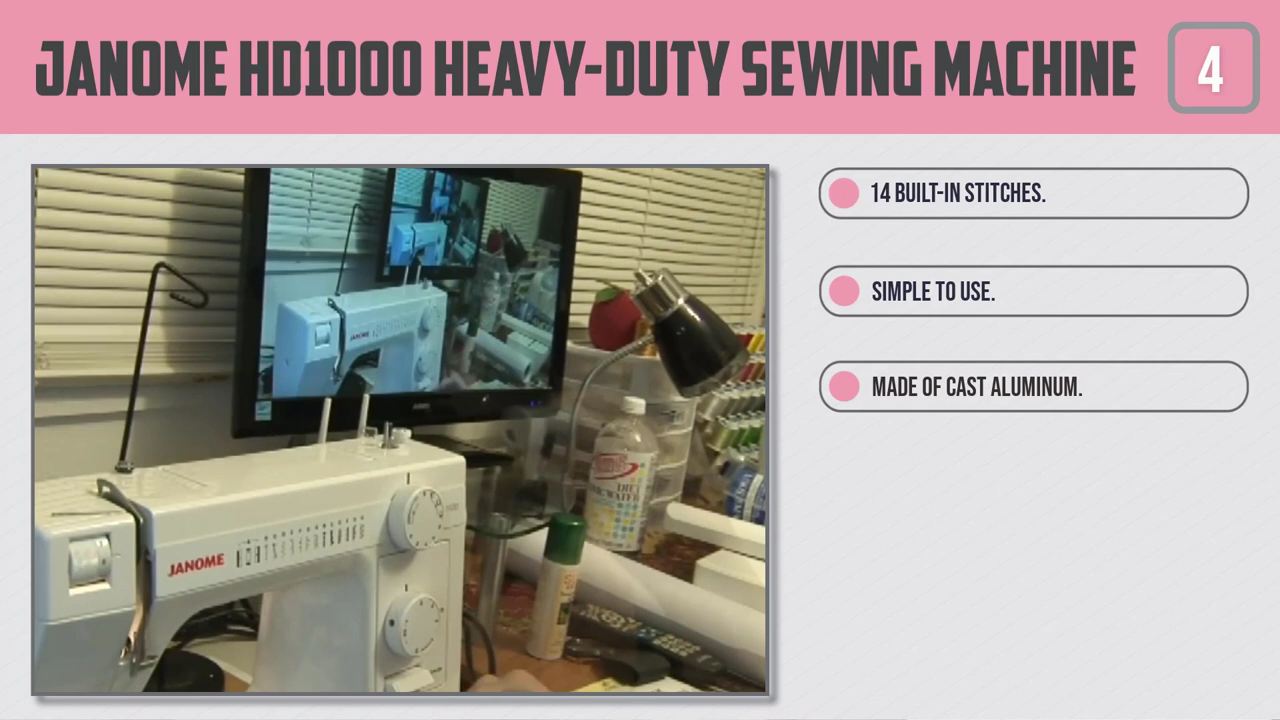 JANOME HD1000 HEAVY-DUTY SEWING MACHINE
4
14 BUILT-IN STITCHES.
SIMPLE TO USE.
MADE OF CAST ALUMINUM.
JANOME
JANOME
DIET